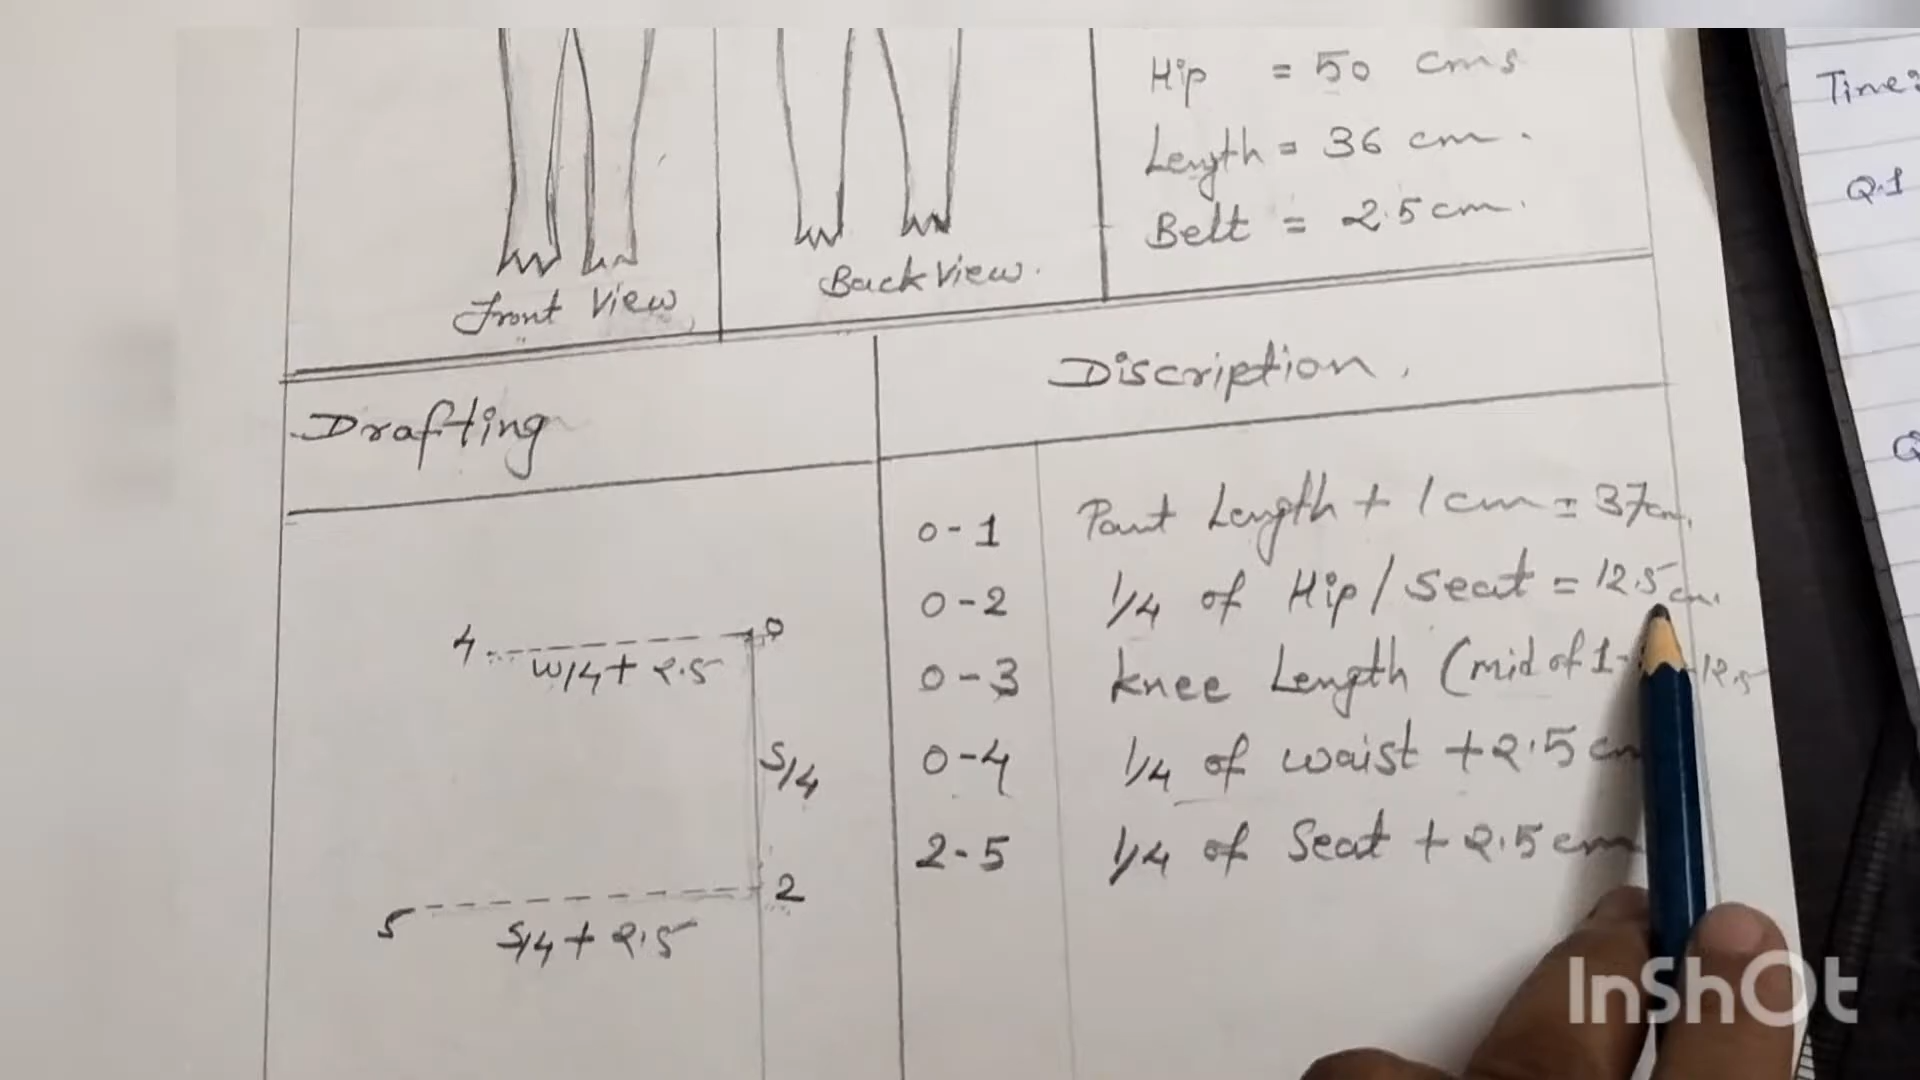 Hip = 50 cms
Length = 36 cm.
Belt = 2.5 cm.
Front View
Back View.
Time:
Q.1
Drafting
Discription.
0-1 Pant Length + 1 cm = 37cm.
0-2 1/4 of Hip / Seat = 12.5cm.
0-3 Knee Length (mid of 1- 12.5
0-4 1/4 of waist + 2.5 cm
2-5 1/4 of Seat + 2.5 cm
4 0
W/4 + 2.5
S/4
5 2
S/4 + 2.5
InShOt